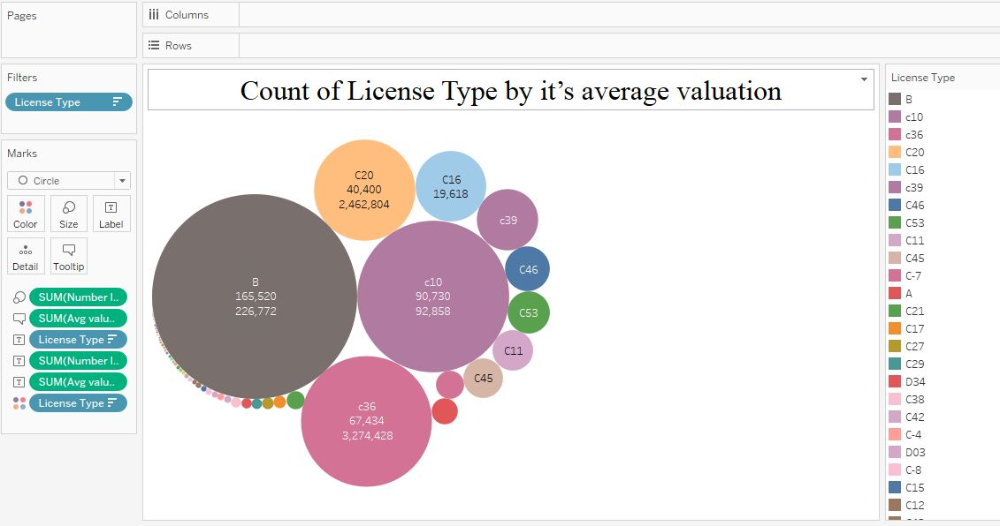 Pages
Columns
Rows
Filters
License Type
Marks
Circle
Color
Size
Label
Detail
Tooltip
SUM(Number l..
SUM(Avg valu..
License Type
SUM(Number l..
SUM(Avg valu..
License Type
Count of License Type by it’s average valuation
C20
40,400
2,462,804
C16
19,618
c39
B
165,520
226,772
c10
90,730
92,858
C46
C53
C11
C45
c36
67,434
3,274,428
License Type
B
c10
c36
C20
C16
c39
C46
C53
C11
C45
C-7
A
C21
C17
C27
C29
D34
C38
C42
C-4
D03
C-8
C15
C12